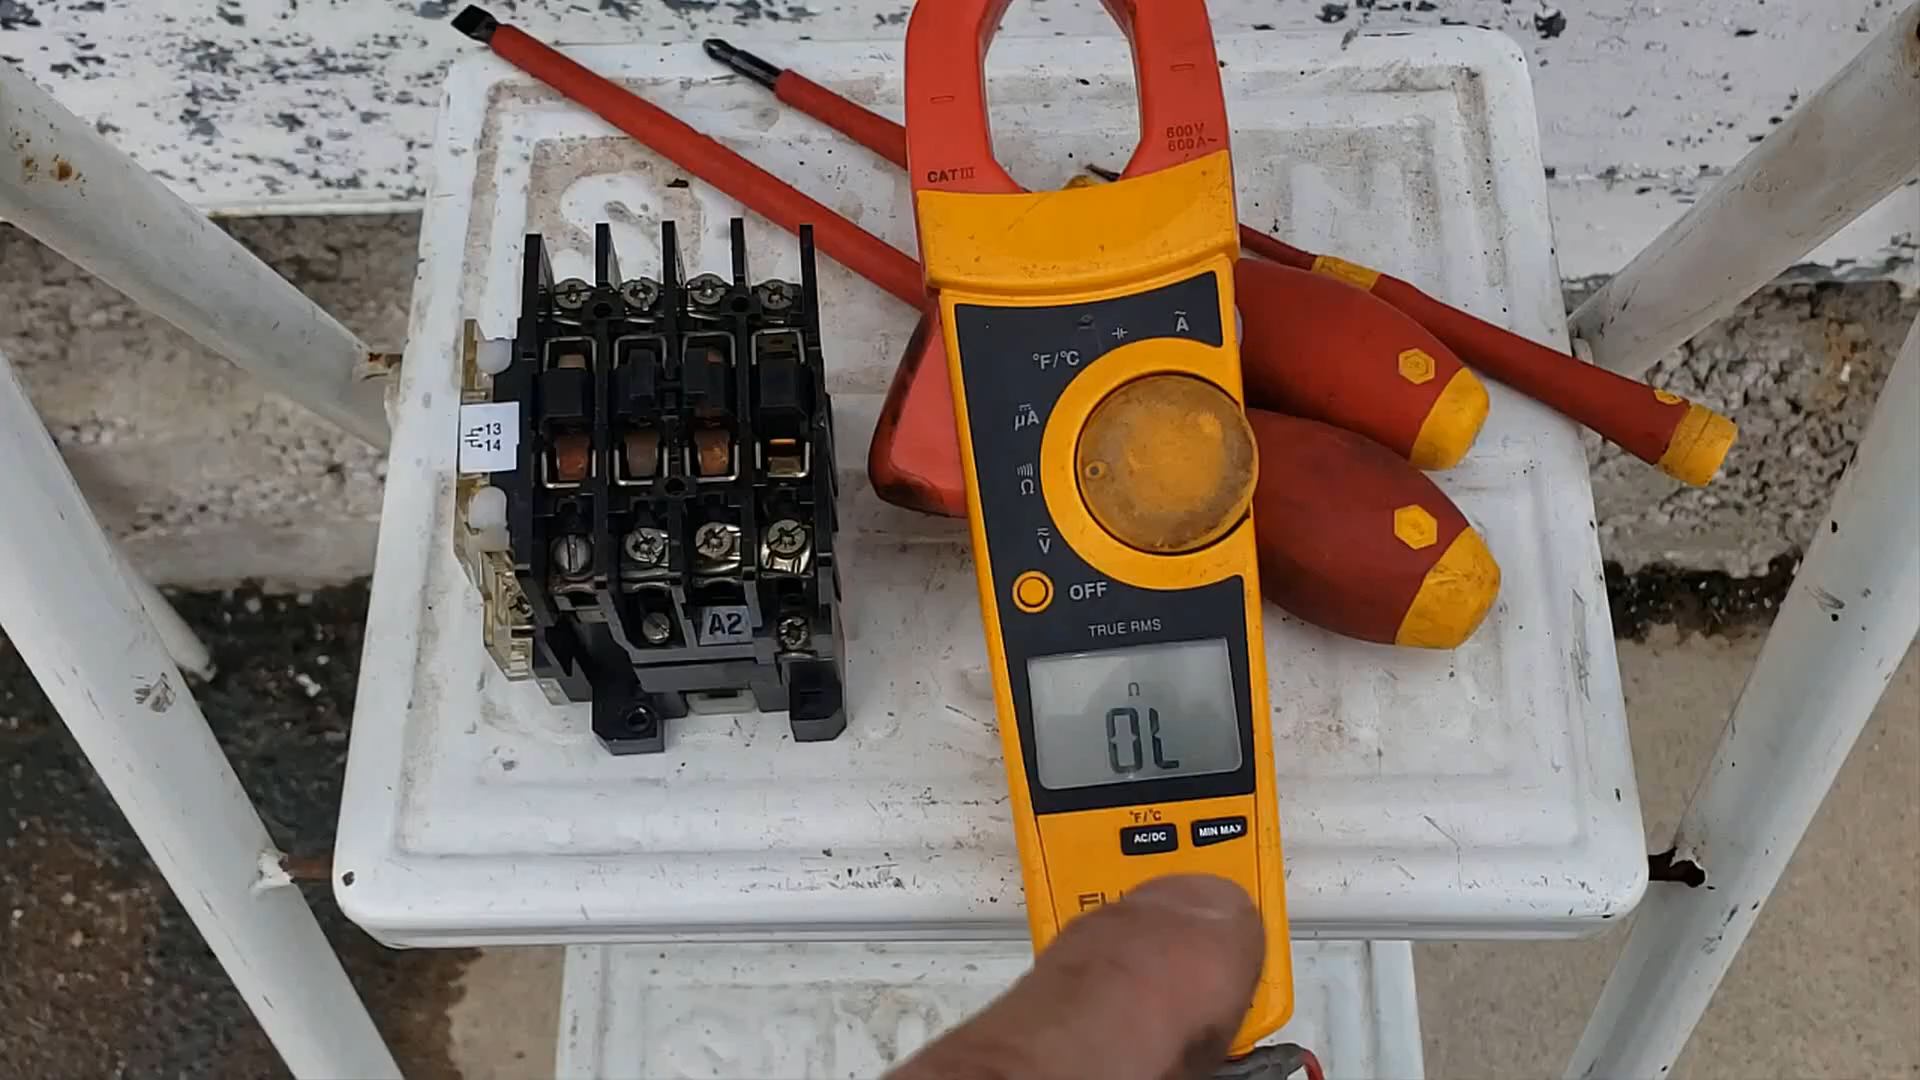 600V
600A~
CAT III
Ã
°F/°C
µA
Ω
Ṽ
13
14
OFF
TRUE RMS
A2
Ω
OL
°F/°C
AC/DC
MIN MAX